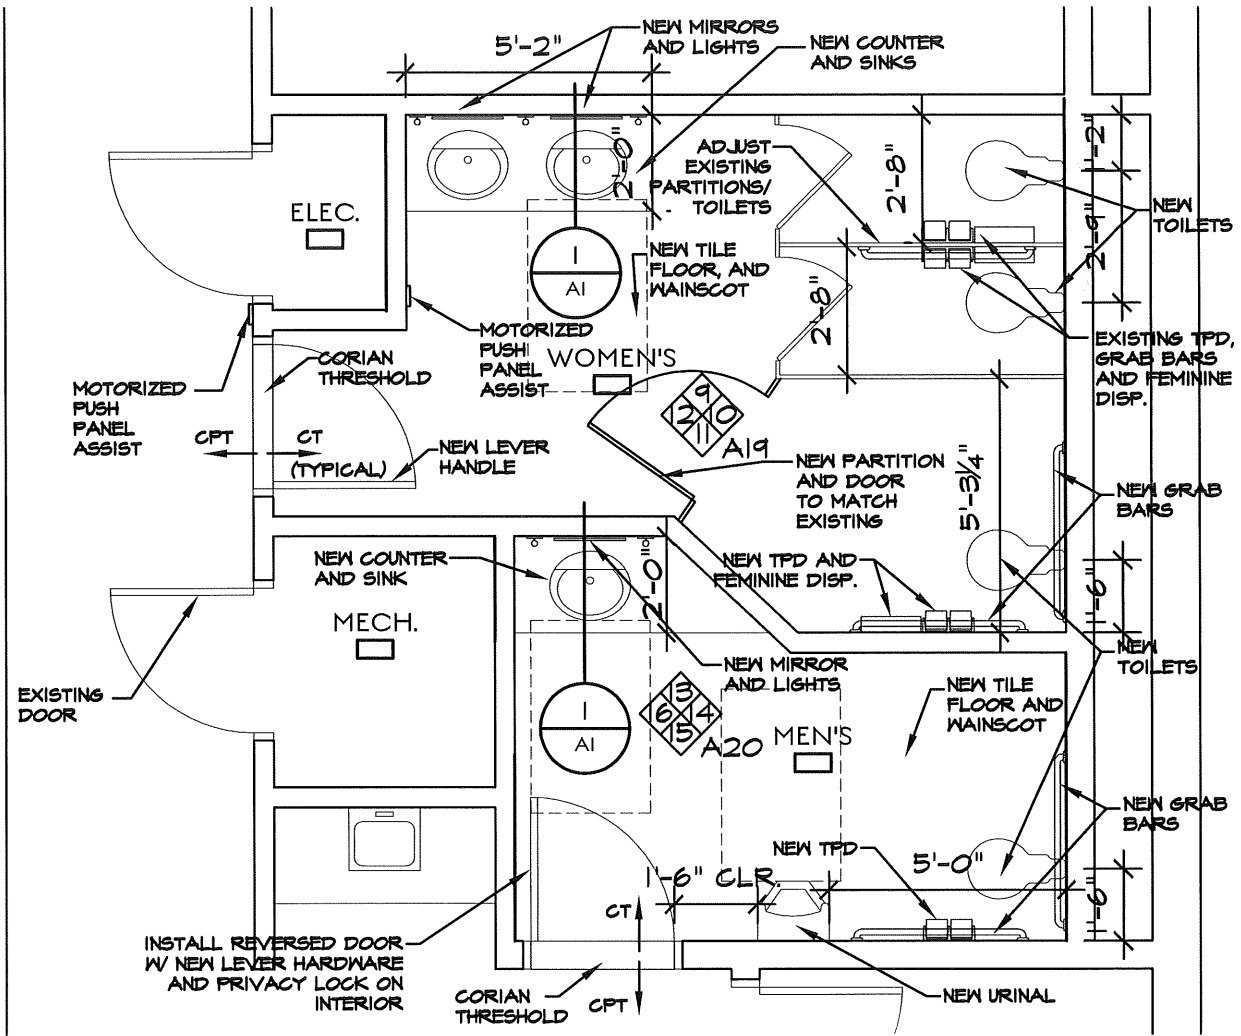 5'-2"
NEW MIRRORS
AND LIGHTS
NEW COUNTER
AND SINKS
2'-0"
ADJUST
EXISTING
PARTITIONS/
TOILETS
2'-8"
1'-2"
2'-9"
NEW
TOILETS
ELEC.
1
A1
NEW TILE
FLOOR, AND
WAINSCOT
2'-8"
MOTORIZED
PUSH
PANEL
ASSIST
WOMEN'S
EXISTING TPD,
GRAB BARS
AND FEMININE
DISP.
CORIAN
THRESHOLD
MOTORIZED
PUSH
PANEL
ASSIST
CPT
CT
(TYPICAL)
NEW LEVER
HANDLE
9
12 10
11
A19
NEW PARTITION
AND DOOR
TO MATCH
EXISTING
5'-3¼"
NEW GRAB
BARS
NEW COUNTER
AND SINK
2'-0"
NEW TPD AND
FEMININE DISP.
1'-6"
MECH.
NEW MIRROR
AND LIGHTS
NEW
TOILETS
EXISTING
DOOR
1
A1
13
16 14
15
A20
MEN'S
NEW TILE
FLOOR AND
WAINSCOT
NEW GRAB
BARS
NEW TPD
5'-0"
1'-6" CLR.
1'-6"
CT
CPT
INSTALL REVERSED DOOR
W/ NEW LEVER HARDWARE
AND PRIVACY LOCK ON
INTERIOR
CORIAN
THRESHOLD
NEW URINAL